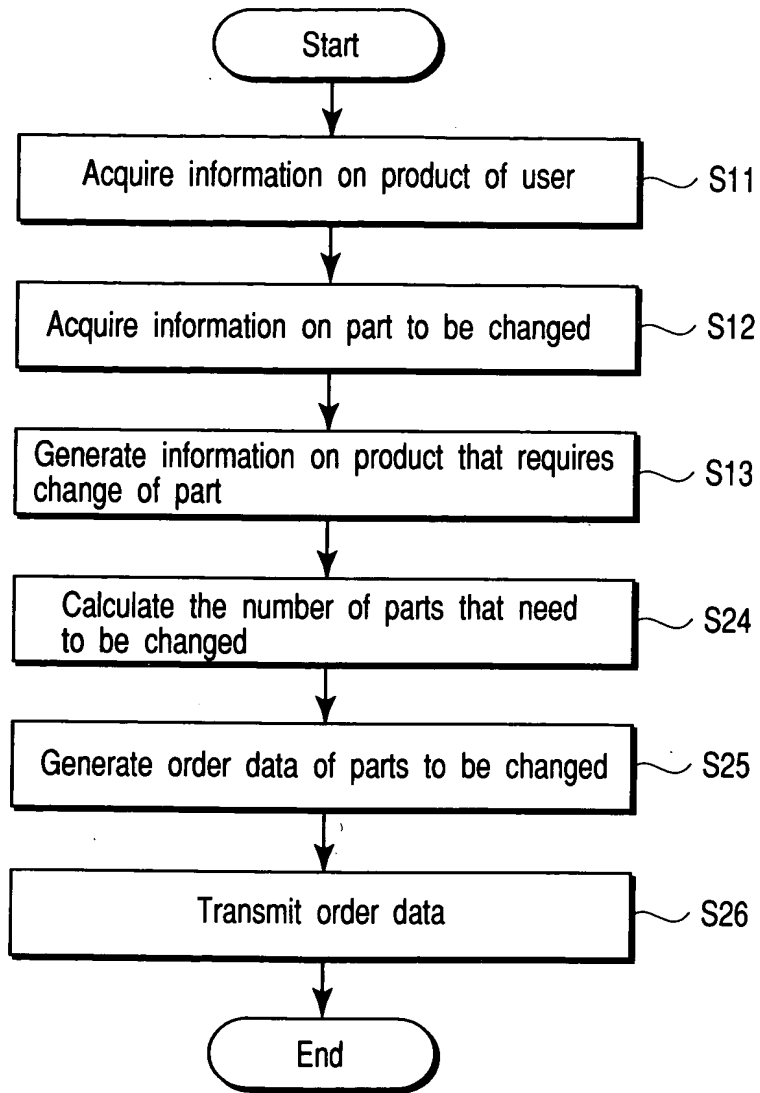 Start
Acquire information on product of user
S11
Acquire information on part to be changed
S12
Generate information on product that requires
change of part
S13
Calculate the number of parts that need
to be changed
S24
Generate order data of parts to be changed
S25
Transmit order data
S26
End